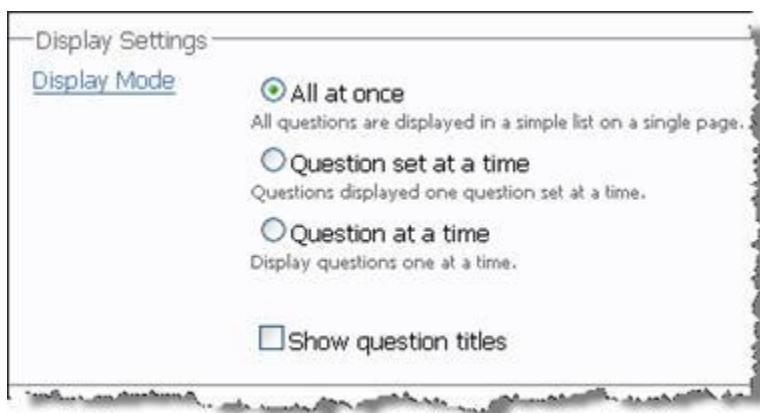 Display Settings
Display Mode
All at once
All questions are displayed in a simple list on a single page.
Question set at a time
Questions displayed one question set at a time.
Question at a time
Display questions one at a time.
Show question titles